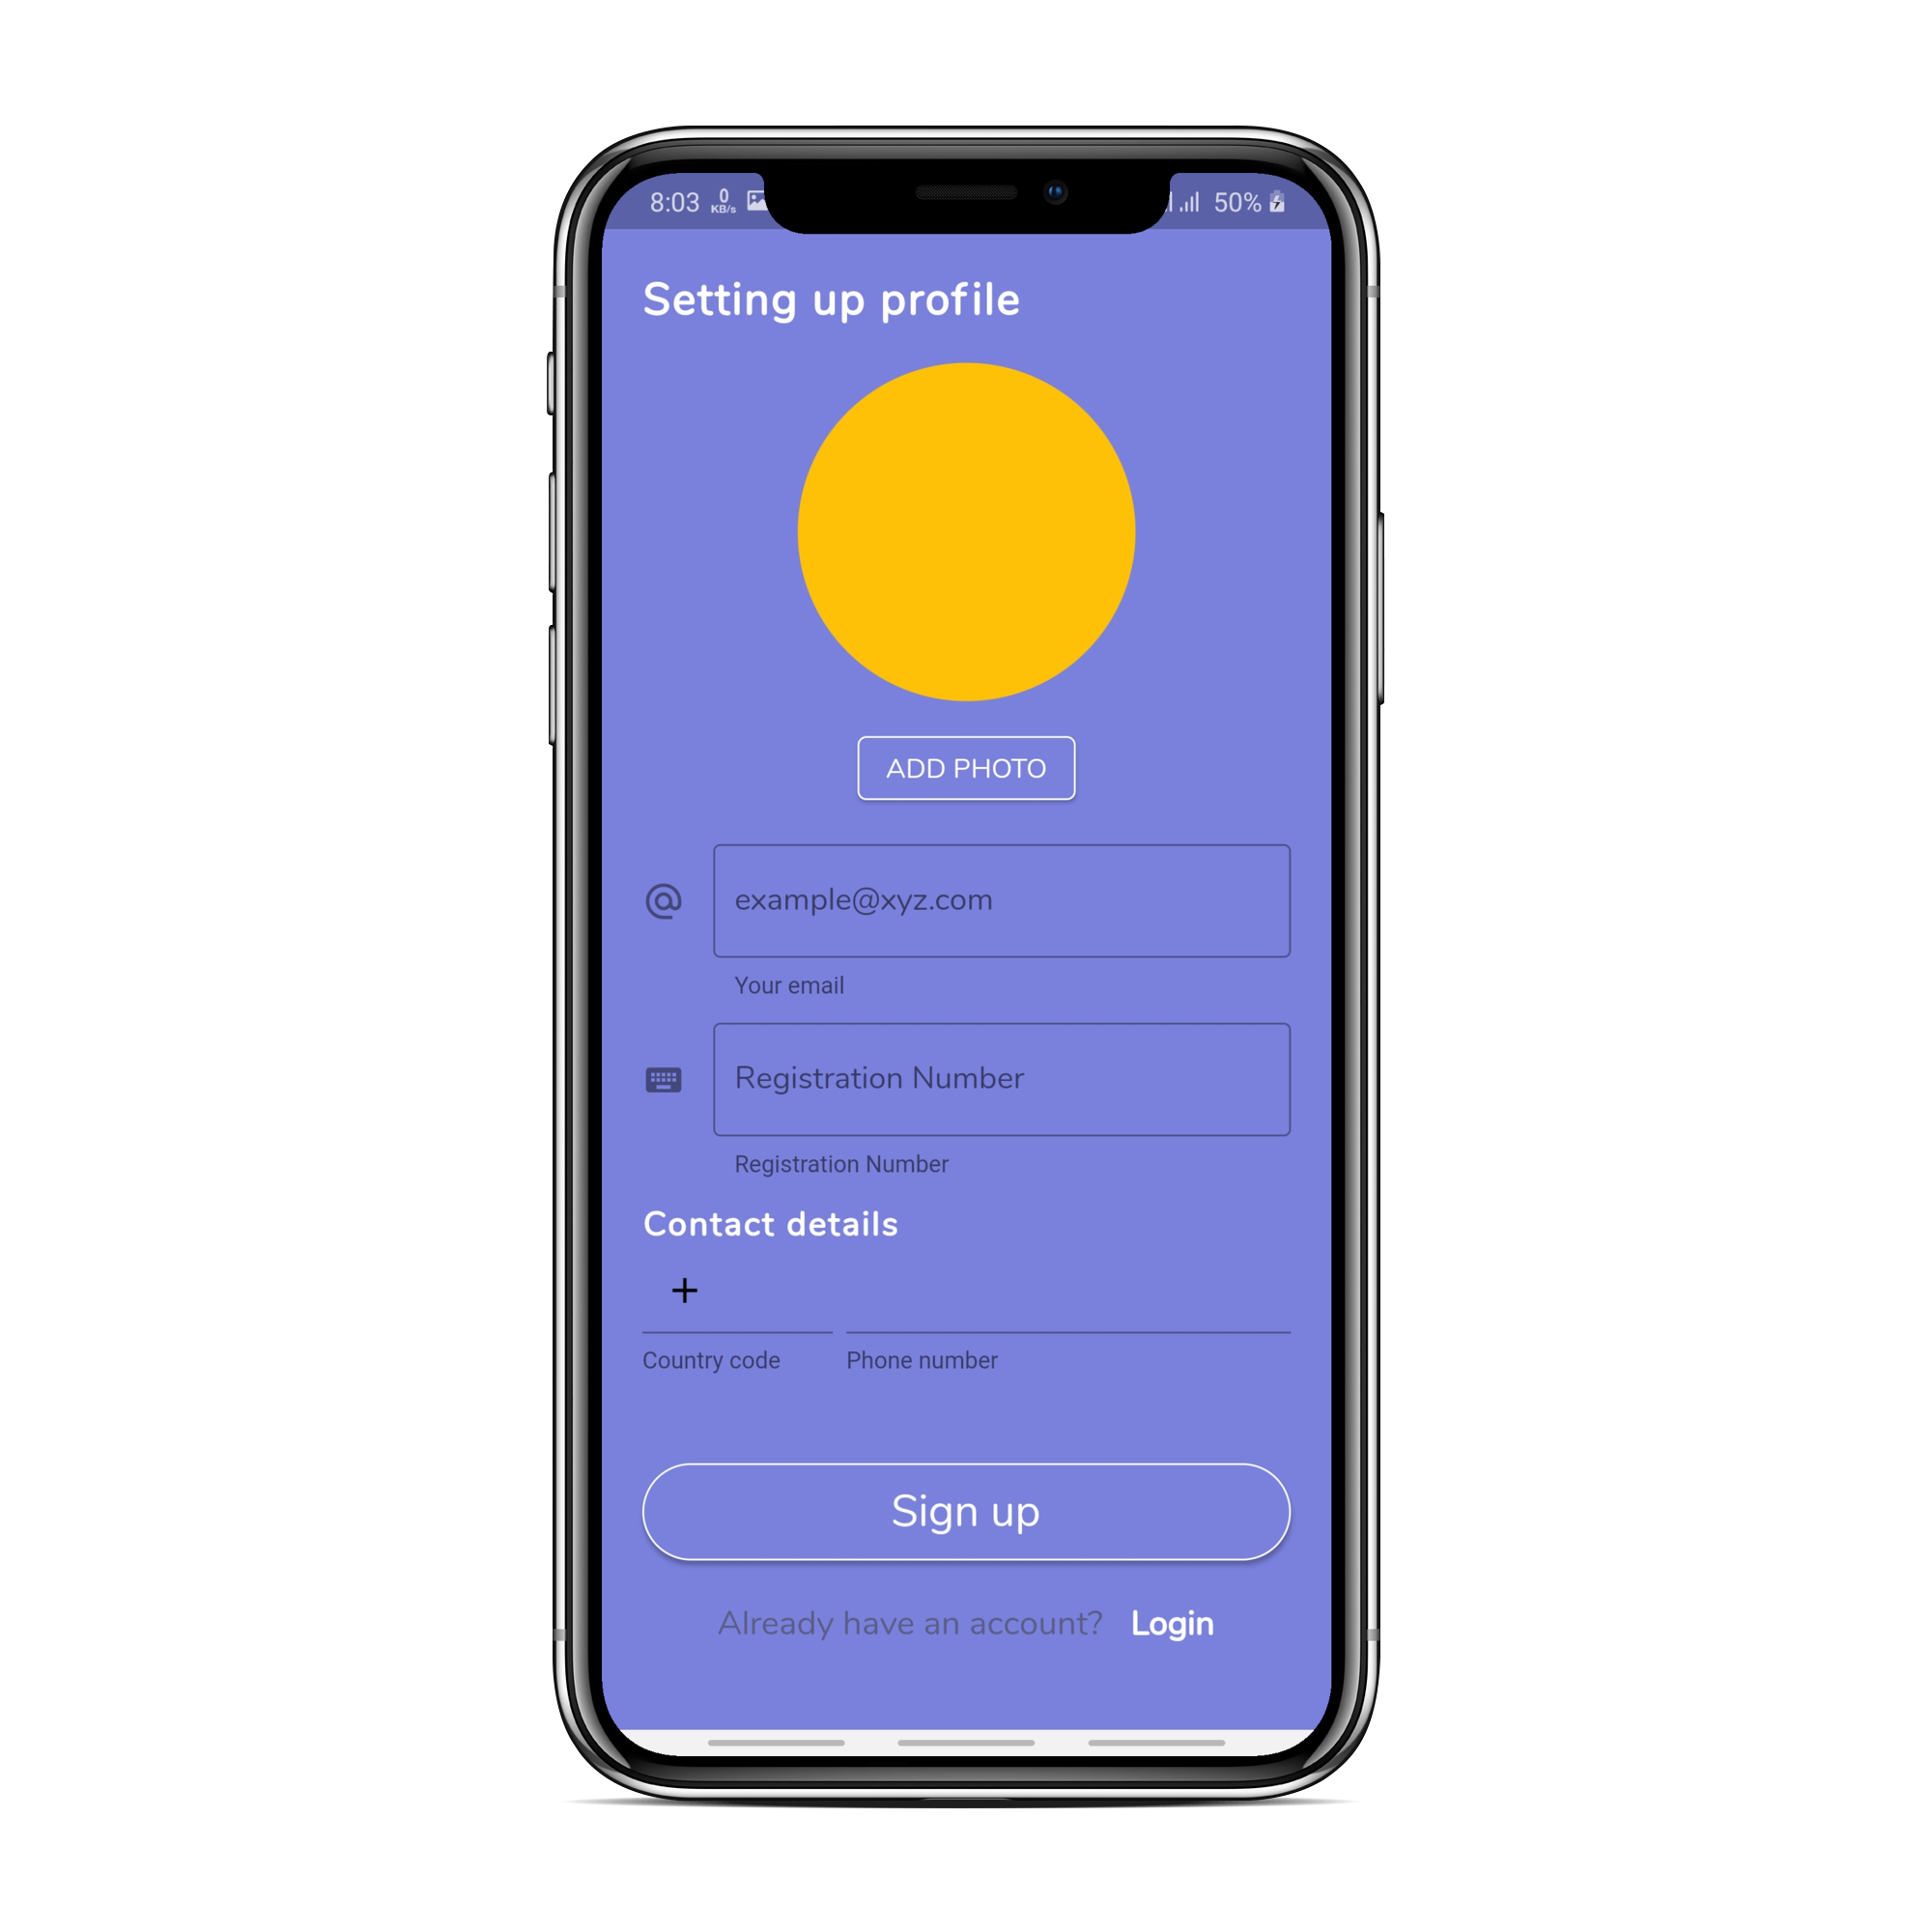 8:03 0 KB/s 50%
Setting up profile
ADD PHOTO
example@xyz.com
Your email
Registration Number
Registration Number
Contact details
+
Country code Phone number
Sign up
Already have an account? Login